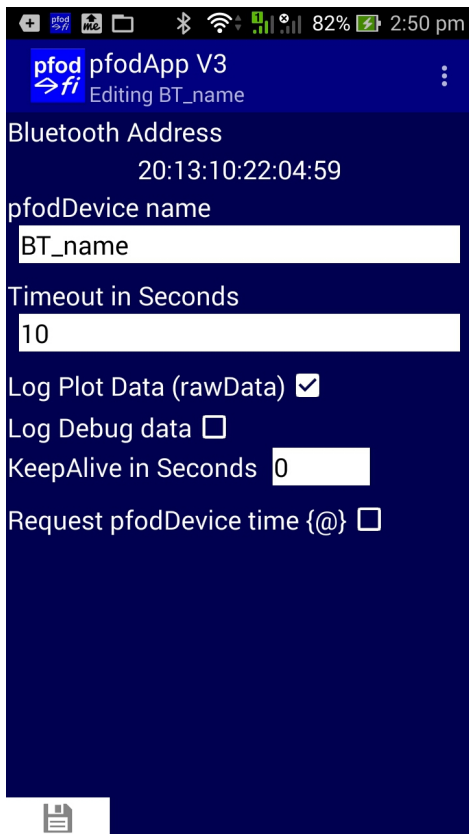 82% 2:50 pm
pfod
fi
pfodApp V3
Editing BT_name
Bluetooth Address
20:13:10:22:04:59
pfodDevice name
BT_name
Timeout in Seconds
10
Log Plot Data (rawData)
Log Debug data
KeepAlive in Seconds 0
Request pfodDevice time {@}